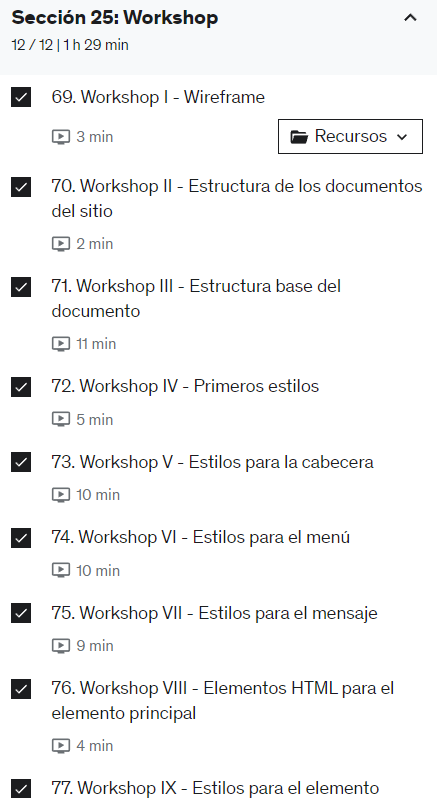 Sección 25: Workshop
12 / 12 | 1 h 29 min
69. Workshop I - Wireframe
3 min
Recursos
70. Workshop II - Estructura de los documentos
del sitio
2 min
71. Workshop III - Estructura base del
documento
11 min
72. Workshop IV - Primeros estilos
5 min
73. Workshop V - Estilos para la cabecera
10 min
74. Workshop VI - Estilos para el menú
10 min
75. Workshop VII - Estilos para el mensaje
9 min
76. Workshop VIII - Elementos HTML para el
elemento principal
4 min
77. Workshop IX - Estilos para el elemento